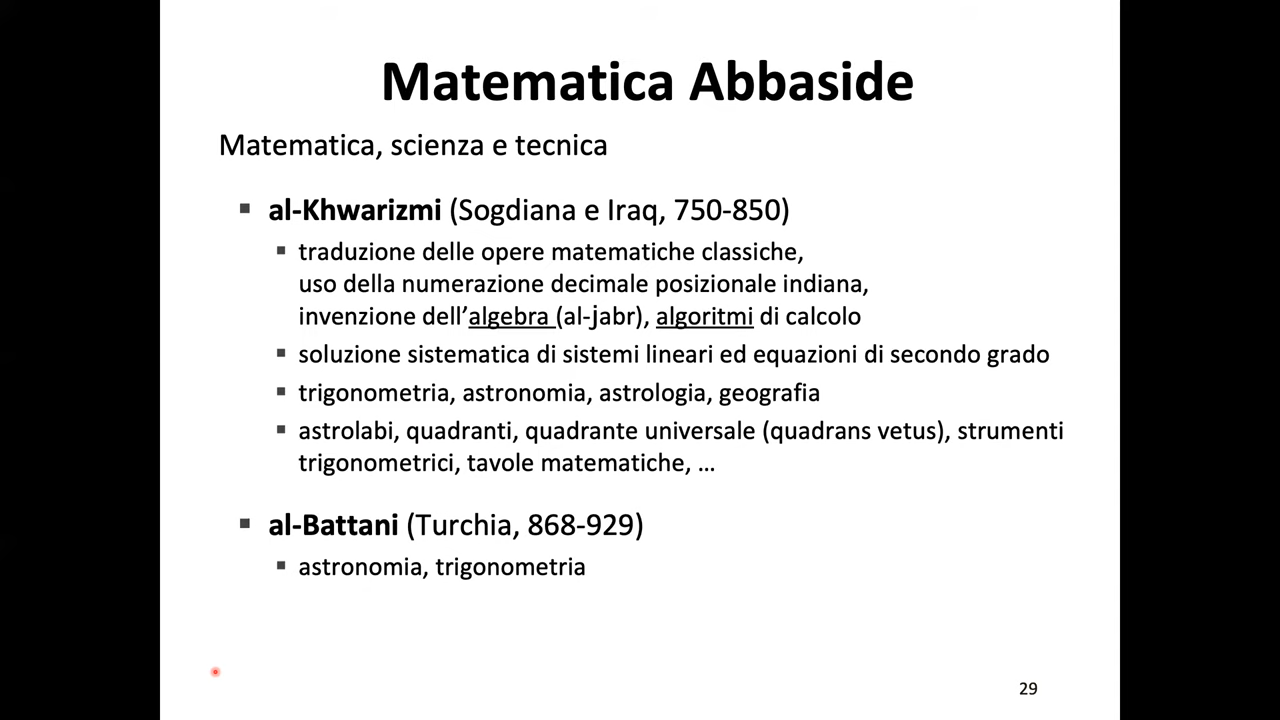 Matematica Abbaside
Matematica, scienza e tecnica
▪ al-Khwarizmi (Sogdiana e Iraq, 750-850)
▪ traduzione delle opere matematiche classiche,
uso della numerazione decimale posizionale indiana,
invenzione dell’algebra (al-jabr), algoritmi di calcolo
▪ soluzione sistematica di sistemi lineari ed equazioni di secondo grado
▪ trigonometria, astronomia, astrologia, geografia
▪ astrolabi, quadranti, quadrante universale (quadrans vetus), strumenti
trigonometrici, tavole matematiche, …
▪ al-Battani (Turchia, 868-929)
▪ astronomia, trigonometria
29